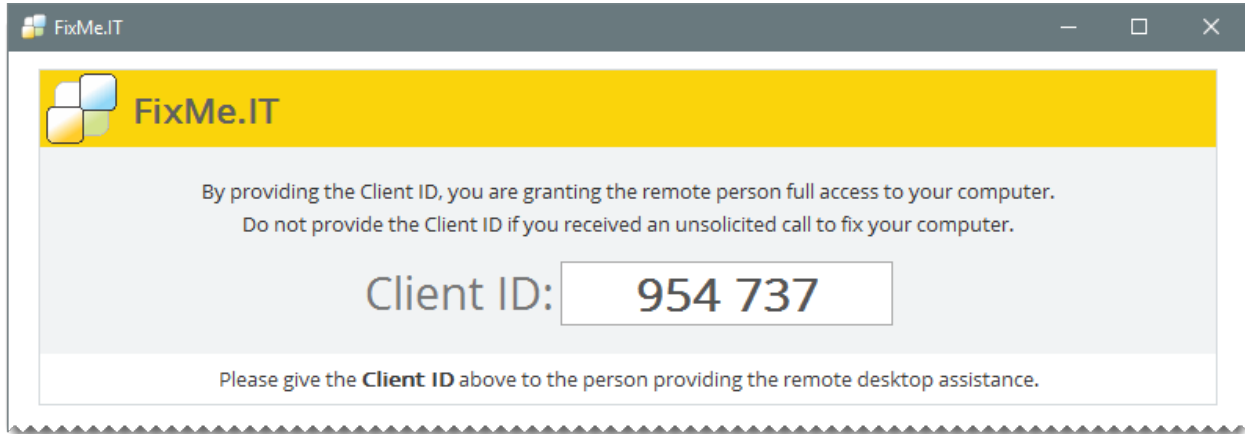 FixMe.IT
FixMe.IT
By providing the Client ID, you are granting the remote person full access to your computer.
Do not provide the Client ID if you received an unsolicited call to fix your computer.
Client ID: 954 737
Please give the Client ID above to the person providing the remote desktop assistance.